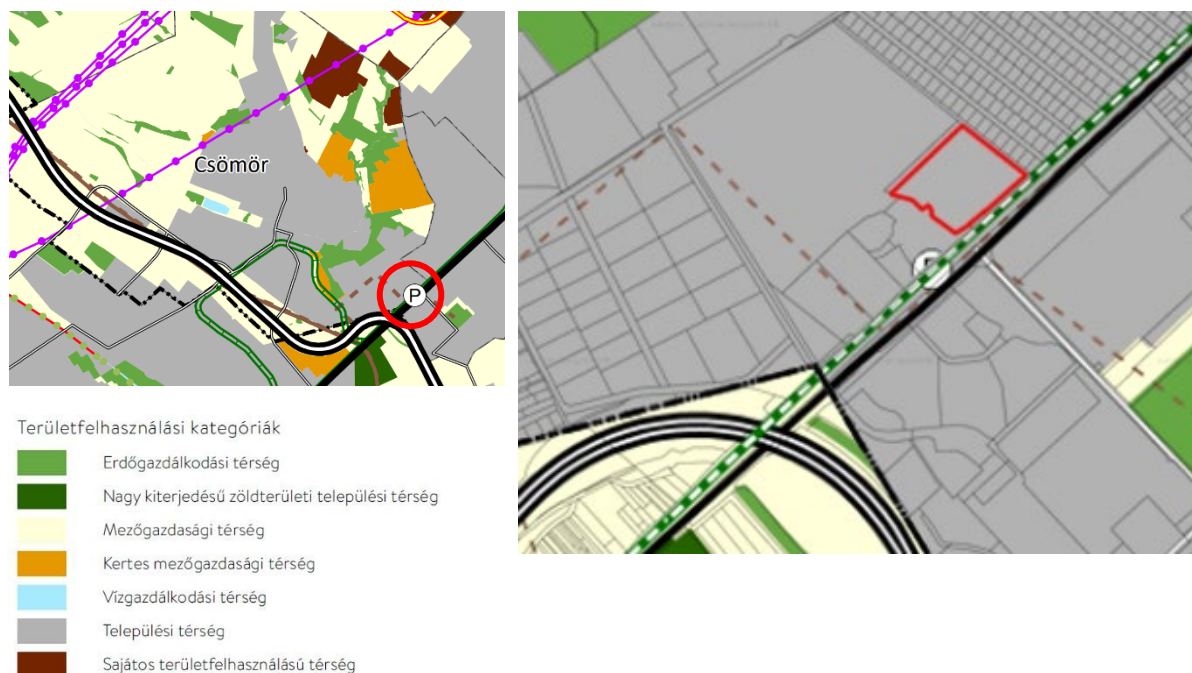 Csömör
P
P
Területfelhasználási kategóriák
Erdőgazdálkodási térség
Nagy kiterjedésű zöldterületi települési térség
Mezőgazdasági térség
Kertes mezőgazdasági térség
Vízgazdálkodási térség
Települési térség
Sajátos területfelhasználású térség